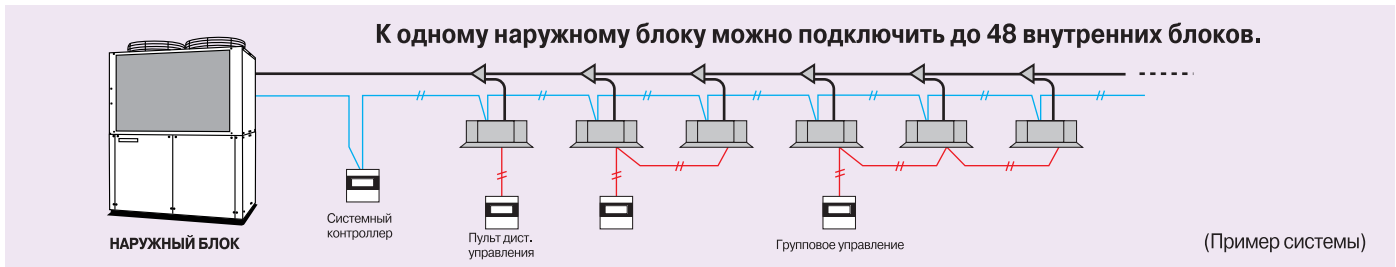 К одному наружному блоку можно подключить до 48 внутренних блоков.
НАРУЖНЫЙ БЛОК
Системный
контроллер
Пульт дист.
управления
Групповое управление
(Пример системы)